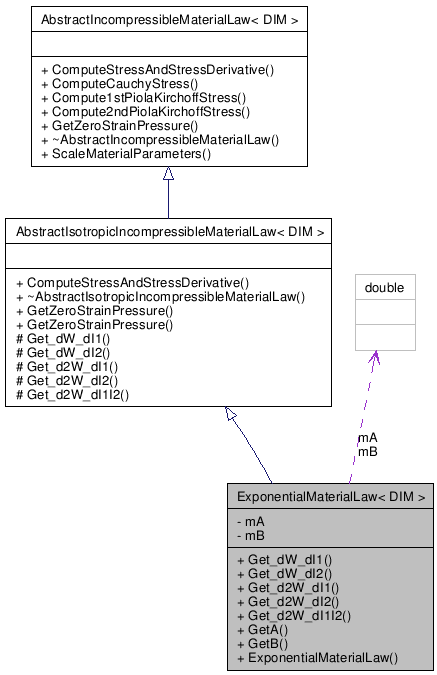 AbstractIncompressibleMaterialLaw< DIM >
+ ComputeStressAndStressDerivative()
+ ComputeCauchyStress()
+ Compute1stPiolaKirchoffStress()
+ Compute2ndPiolaKirchoffStress()
+ GetZeroStrainPressure()
+ ~AbstractIncompressibleMaterialLaw()
+ ScaleMaterialParameters()
AbstractIsotropicIncompressibleMaterialLaw< DIM >
+ ComputeStressAndStressDerivative()
+ ~AbstractIsotropicIncompressibleMaterialLaw()
+ GetZeroStrainPressure()
+ GetZeroStrainPressure()
# Get_dW_dI1()
# Get_dW_dI2()
# Get_d2W_dI1()
# Get_d2W_dI2()
# Get_d2W_dI1I2()
double
mA
mB
ExponentialMaterialLaw< DIM >
- mA
- mB
+ Get_dW_dI1()
+ Get_dW_dI2()
+ Get_d2W_dI1()
+ Get_d2W_dI2()
+ Get_d2W_dI1I2()
+ GetA()
+ GetB()
+ ExponentialMaterialLaw()